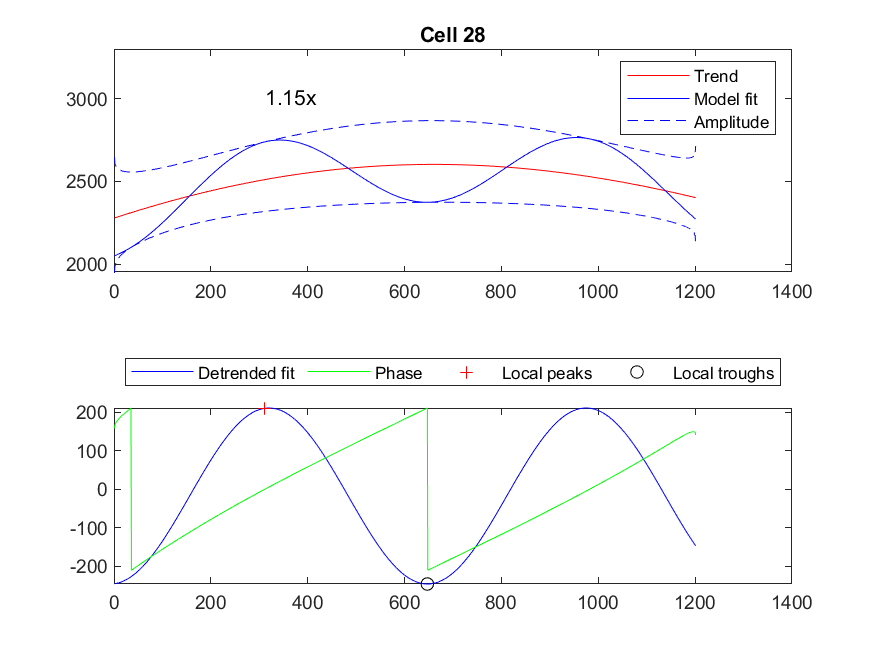 Cell 28
3000
2500
2000
1.15x
Trend
Model fit
Amplitude
0 200 400 600 800 1000 1200 1400
Detrended fit Phase Local peaks Local troughs
200
100
0
-100
-200
0 200 400 600 800 1000 1200 1400